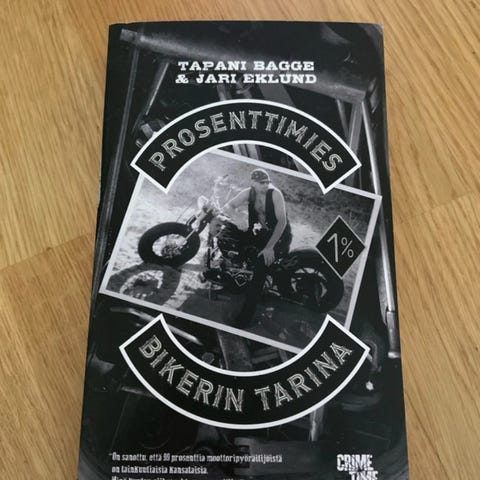 TAPANI BAGGE
& JARI EKLUND
PROSENTTIMIES
1%
BIKERIN TARINA
"On sanottu, että 99 prosenttia moottoripyöräilijöistä
on lainkuuliaisia kansalaisia.
CRIME
TIME